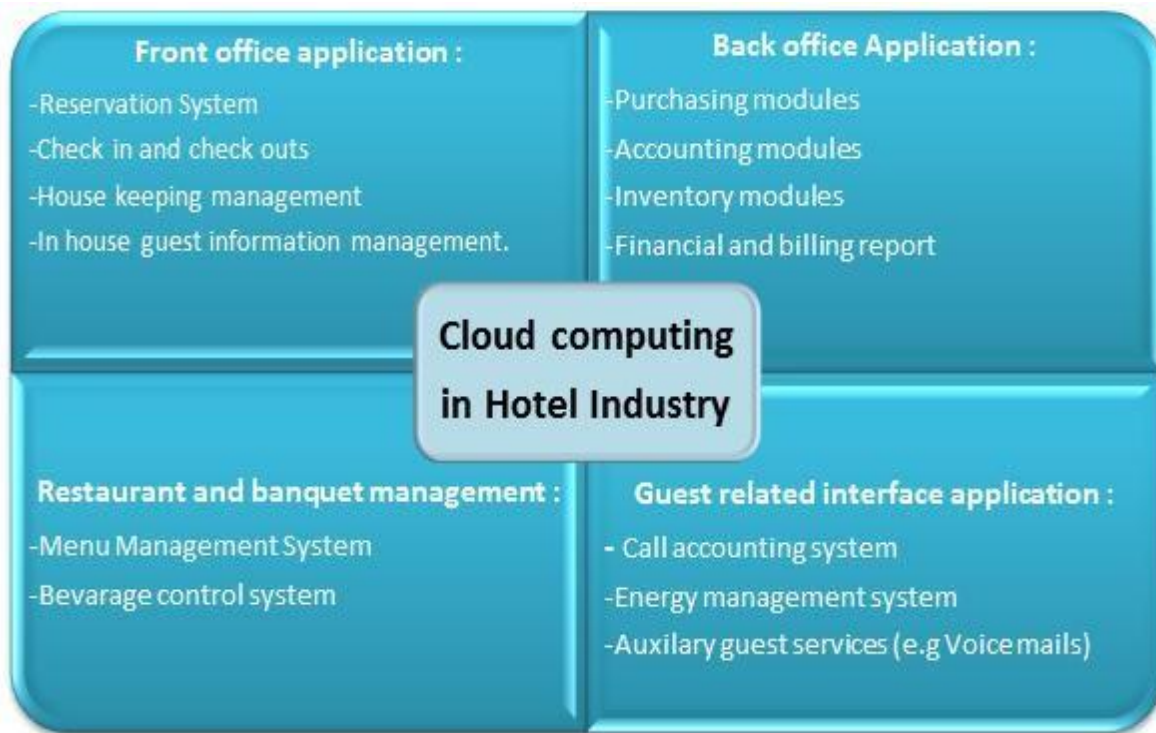 Front office application :
-Reservation System
-Check in and check outs
-House keeping management
-In house guest information management.
Back office Application :
-Purchasing modules
-Accounting modules
-Inventory modules
-Financial and billing report
Cloud computing
in Hotel Industry
Restaurant and banquet management :
-Menu Management System
-Bevarage control system
Guest related interface application :
- Call accounting system
-Energy management system
-Auxilary guest services (e.g Voice mails)